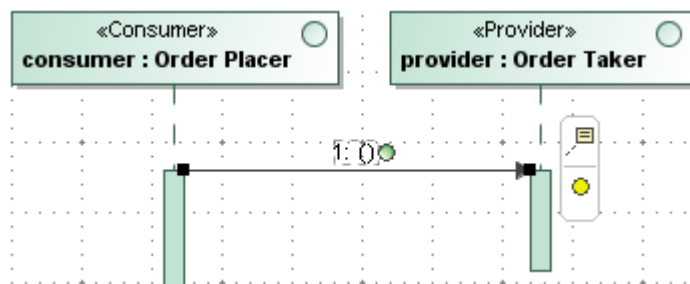 «Consumer»
consumer : Order Placer
«Provider»
provider : Order Taker
1: ()